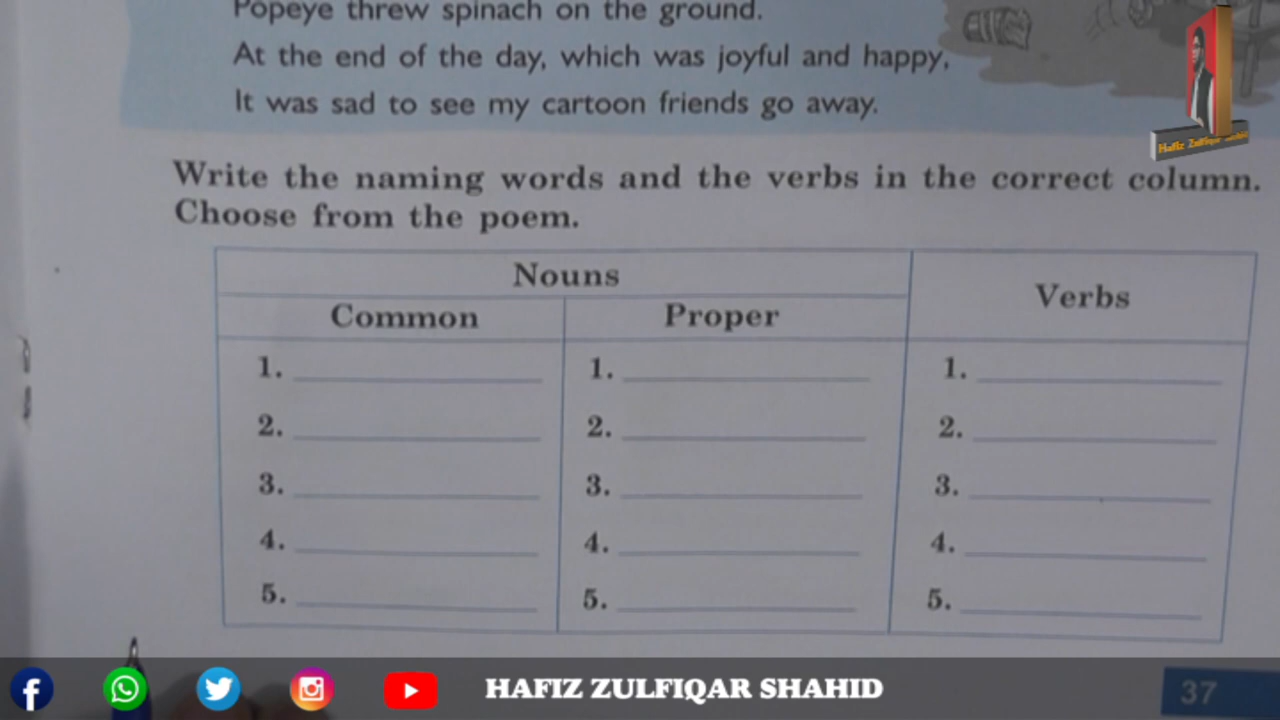 Popeye threw spinach on the ground.
At the end of the day, which was joyful and happy,
It was sad to see my cartoon friends go away.
Hafiz Zulfiqar
Write the naming words and the verbs in the correct column.
Choose from the poem.
Nouns
Verbs
Common Proper
1. 1. 1.
2. 2. 2.
3. 3. 3.
4. 4. 4.
5. 5. 5.
HAFIZ ZULFIQAR SHAHID
37